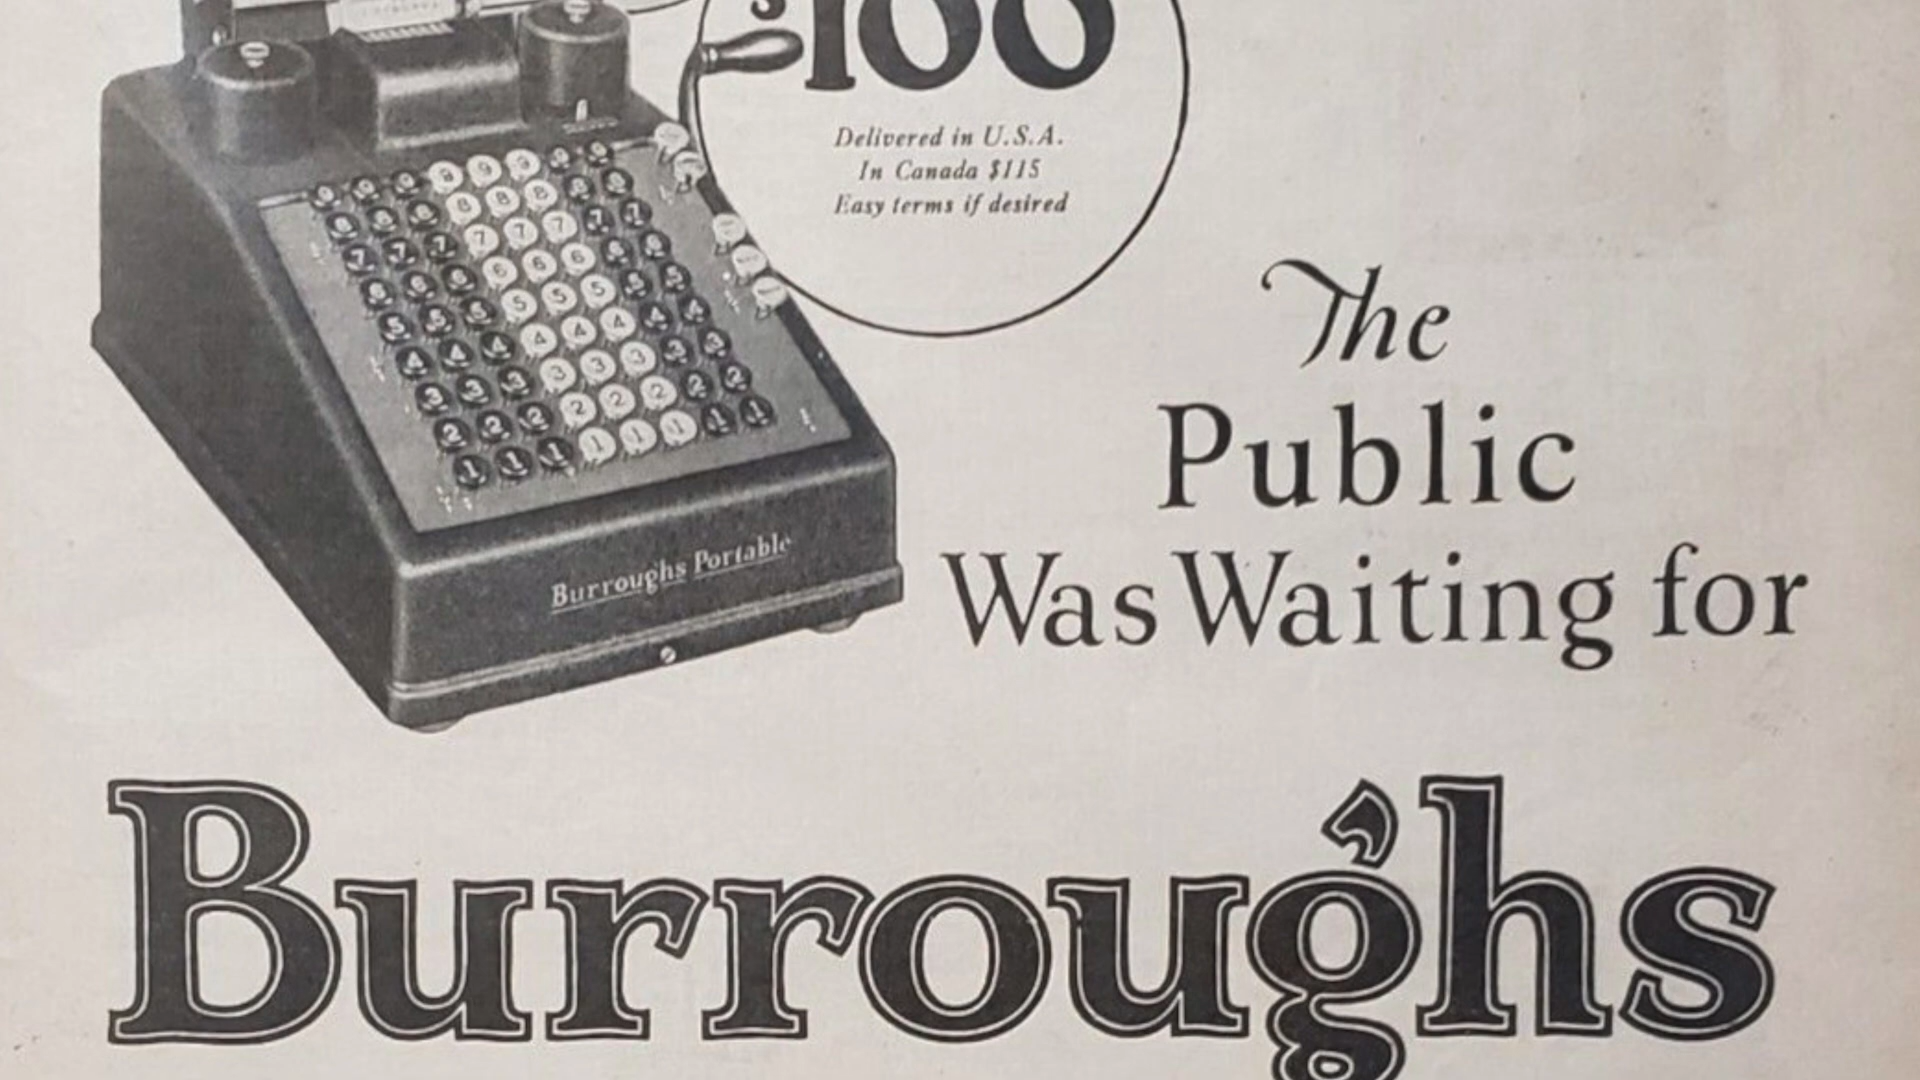 $100
Delivered in U.S.A.
In Canada $115
Easy terms if desired
The
Public
Was Waiting for
Burroughs Portable
Burroughs